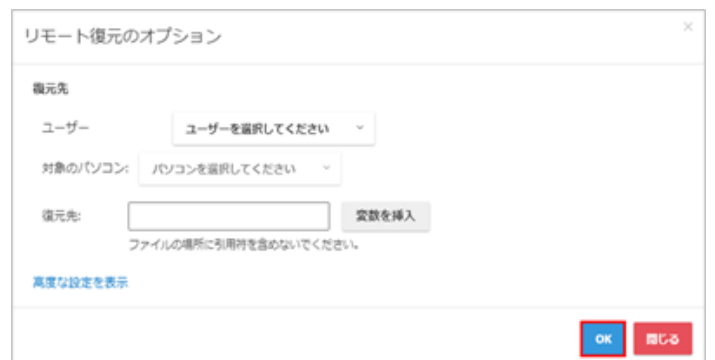 リモート復元のオプション
復元先
ユーザー ユーザーを選択してください
対象のパソコン: パソコンを選択してください
復元先: 変数を挿入
ファイルの場所に引用符を含めないでください。
高度な設定を表示
OK 閉じる